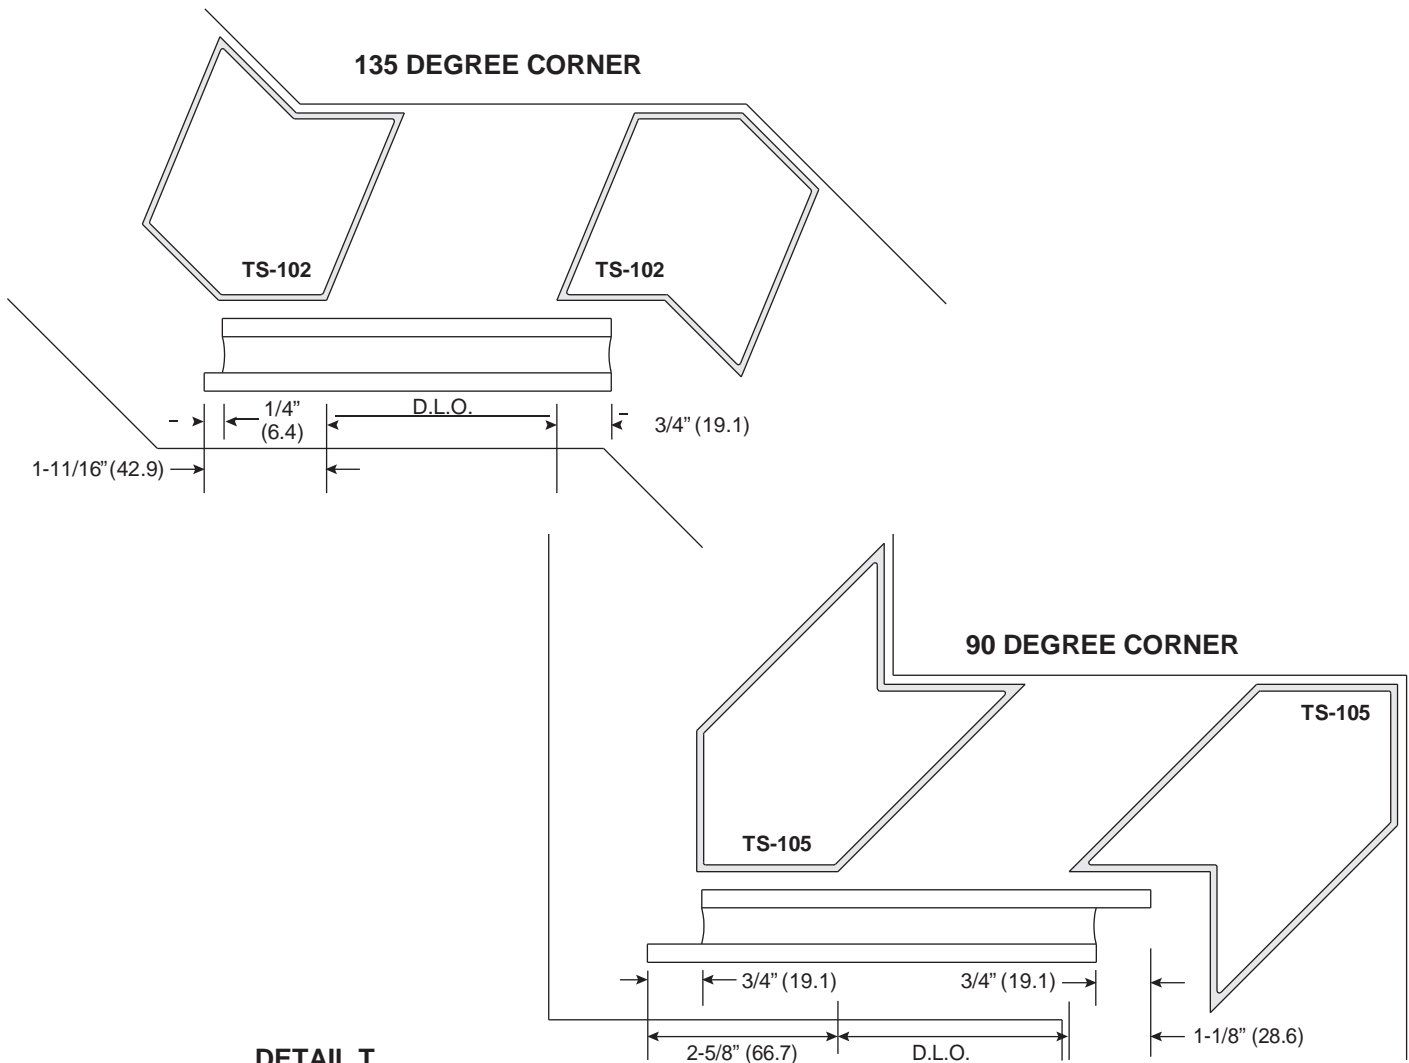 135 DEGREE CORNER
TS-102
TS-102
1/4”
(6.4)
D.L.O.
3/4” (19.1)
1-11/16” (42.9)
90 DEGREE CORNER
TS-105
TS-105
3/4” (19.1)
3/4” (19.1)
1-1/8” (28.6)
2-5/8” (66.7)
D.L.O.
DETAIL T